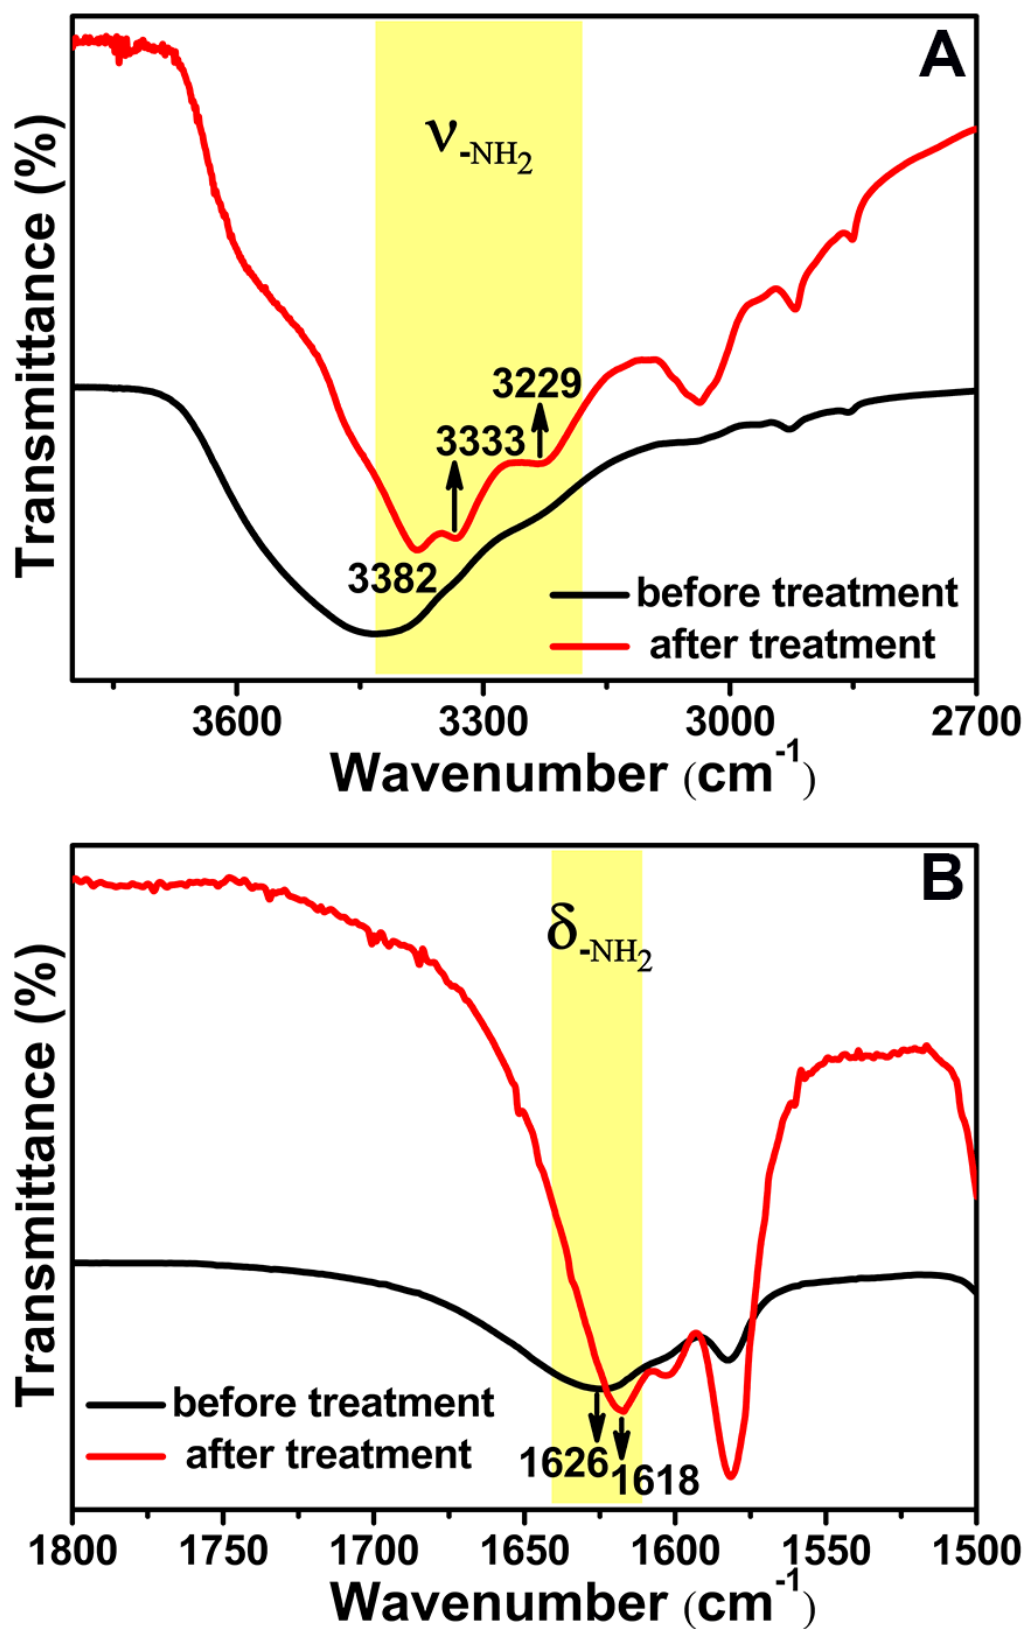 A
Transmittance (%)
ν-NH2
3229
3333
3382
before treatment
after treatment
3600 3300 3000 2700
Wavenumber (cm-1)
B
Transmittance (%)
δ-NH2
before treatment
after treatment
1626
1618
1800 1750 1700 1650 1600 1550 1500
Wavenumber (cm-1)